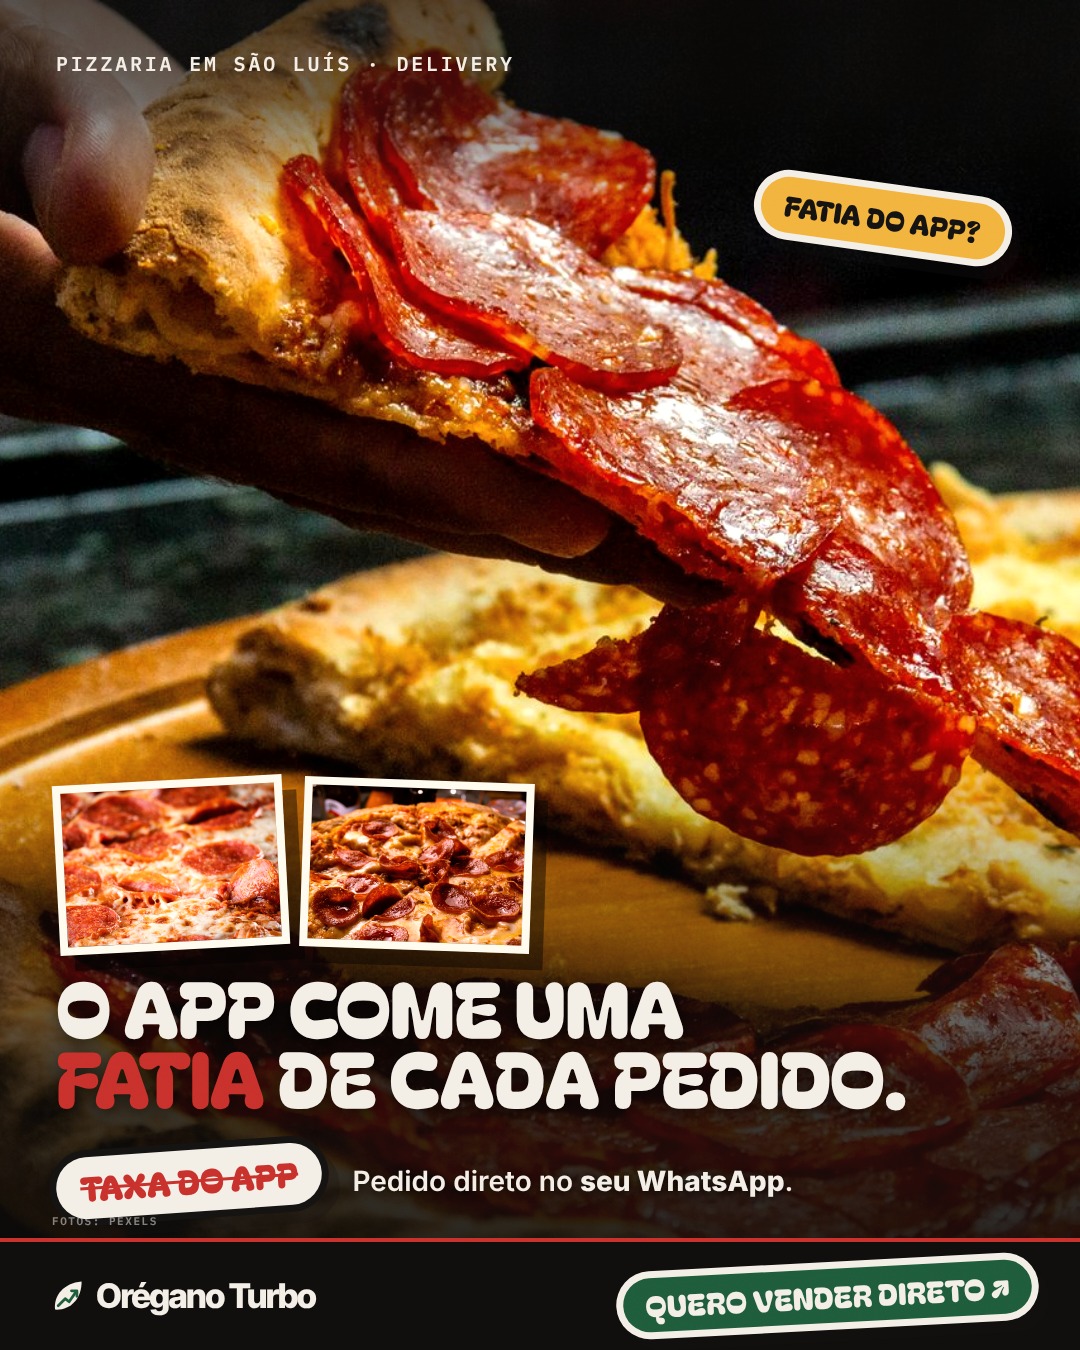 PIZZARIA EM SÃO LUÍS · DELIVERY
FATIA DO APP?
O APP COME UMA
FATIA DE CADA PEDIDO.
TAXA DO APP
Pedido direto no seu WhatsApp.
FOTOS: PEXELS
Orégano Turbo
QUERO VENDER DIRETO ↗